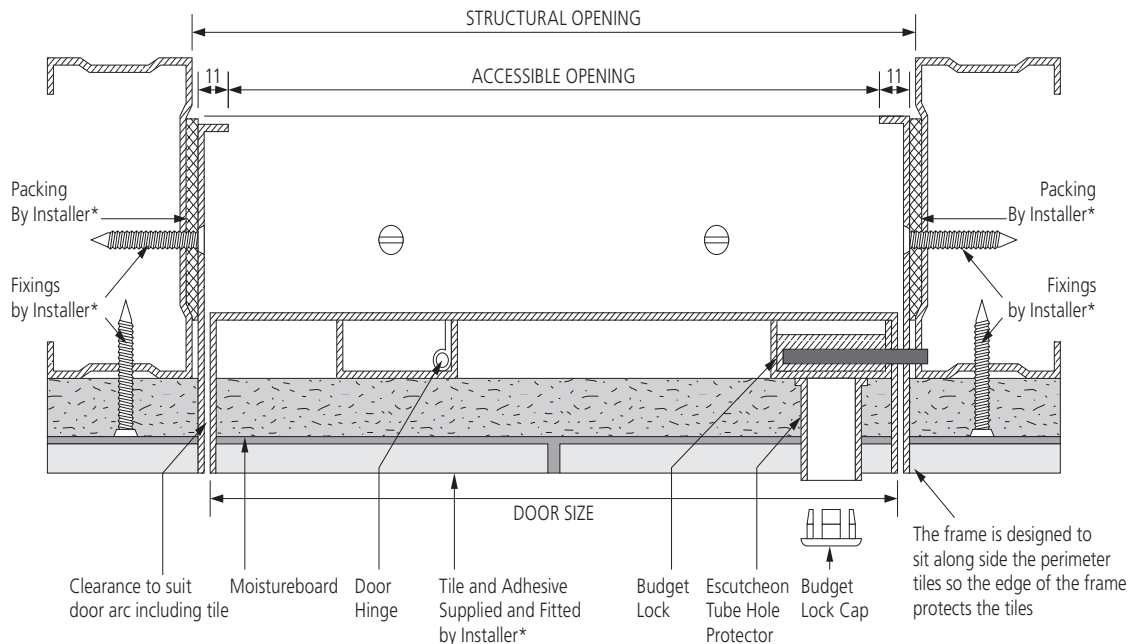 STRUCTURAL OPENING
11
ACCESSIBLE OPENING
11
Packing
By Installer*
Packing
By Installer*
Fixings
by Installer*
Fixings
by Installer*
DOOR SIZE
Clearance to suit
door arc including tile
Moistureboard
Door
Hinge
Tile and Adhesive
Supplied and Fitted
by Installer*
Budget
Lock
Escutcheon
Tube Hole
Protector
Budget
Lock Cap
The frame is designed to
sit along side the perimeter
tiles so the edge of the frame
protects the tiles